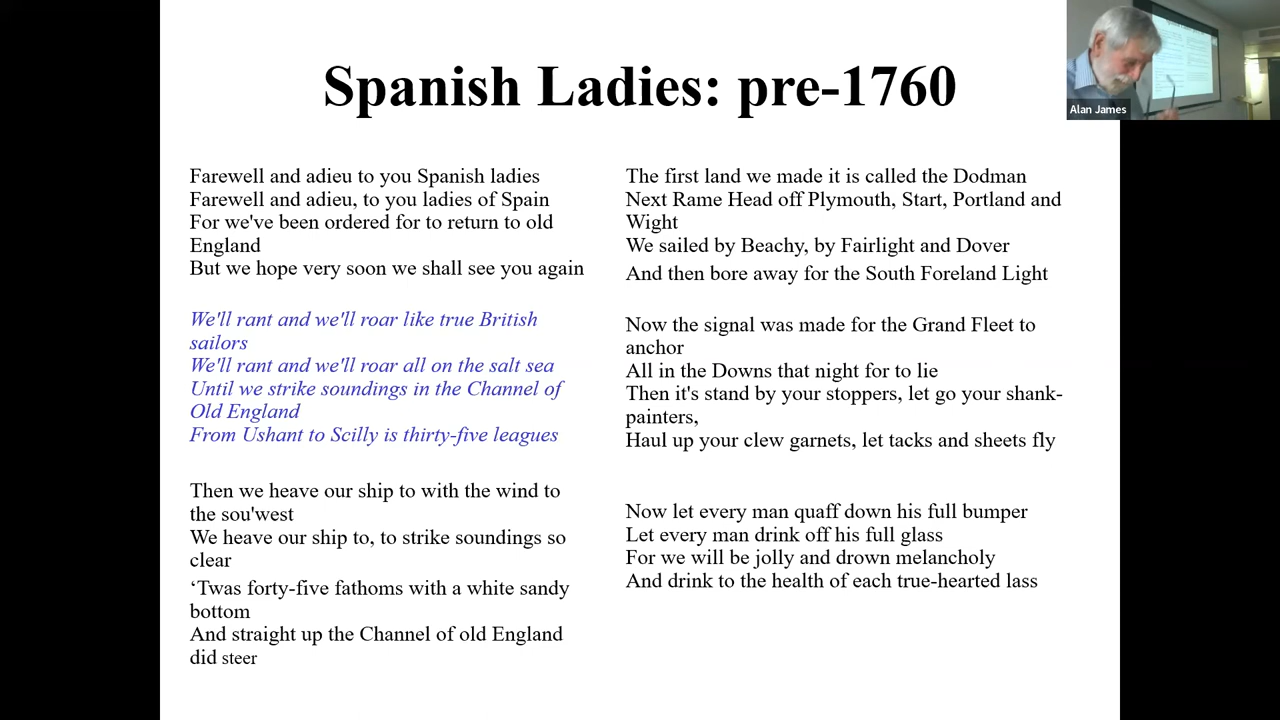 Spanish Ladies: pre-1760
Alan James
Farewell and adieu to you Spanish ladies
Farewell and adieu, to you ladies of Spain
For we've been ordered for to return to old
England
But we hope very soon we shall see you again
We'll rant and we'll roar like true British
sailors
We'll rant and we'll roar all on the salt sea
Until we strike soundings in the Channel of
Old England
From Ushant to Scilly is thirty-five leagues
Then we heave our ship to with the wind to
the sou'west
We heave our ship to, to strike soundings so
clear
‘Twas forty-five fathoms with a white sandy
bottom
And straight up the Channel of old England
did steer
The first land we made it is called the Dodman
Next Rame Head off Plymouth, Start, Portland and
Wight
We sailed by Beachy, by Fairlight and Dover
And then bore away for the South Foreland Light
Now the signal was made for the Grand Fleet to
anchor
All in the Downs that night for to lie
Then it's stand by your stoppers, let go your shank-
painters,
Haul up your clew garnets, let tacks and sheets fly
Now let every man quaff down his full bumper
Let every man drink off his full glass
For we will be jolly and drown melancholy
And drink to the health of each true-hearted lass